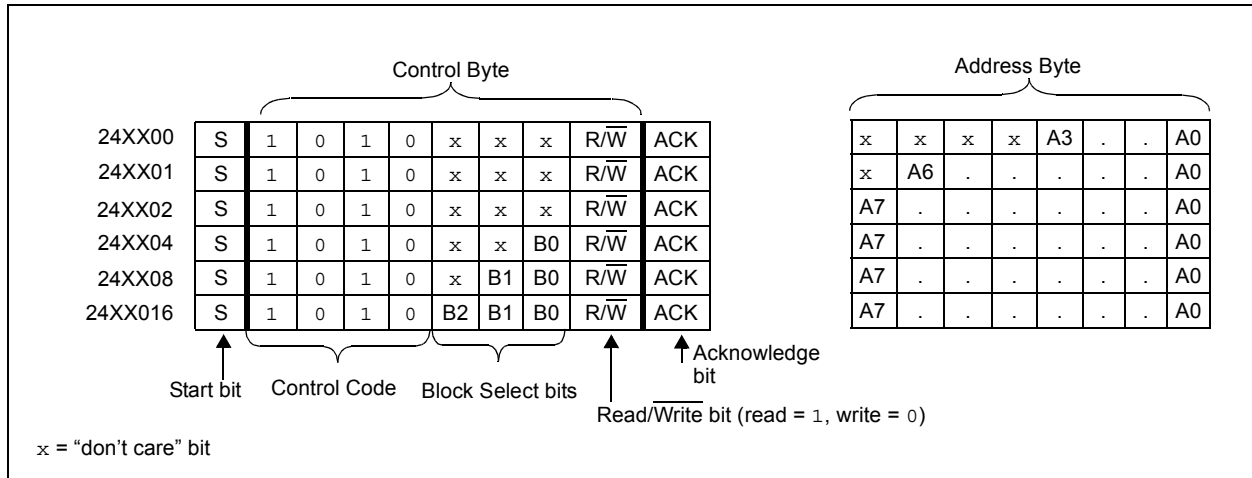 Control Byte Address Byte
24XX00 S 1 0 1 0 x x x R/W ACK x x x x A3 . . A0
24XX01 S 1 0 1 0 x x x R/W ACK x A6 . . . . . A0
24XX02 S 1 0 1 0 x x x R/W ACK A7 . . . . . . A0
24XX04 S 1 0 1 0 x x B0 R/W ACK A7 . . . . . . A0
24XX08 S 1 0 1 0 x B1 B0 R/W ACK A7 . . . . . . A0
24XX016 S 1 0 1 0 B2 B1 B0 R/W ACK A7 . . . . . . A0
Acknowledge
bit
Start bit Control Code Block Select bits
Read/Write bit (read = 1, write = 0)
x = “don’t care” bit